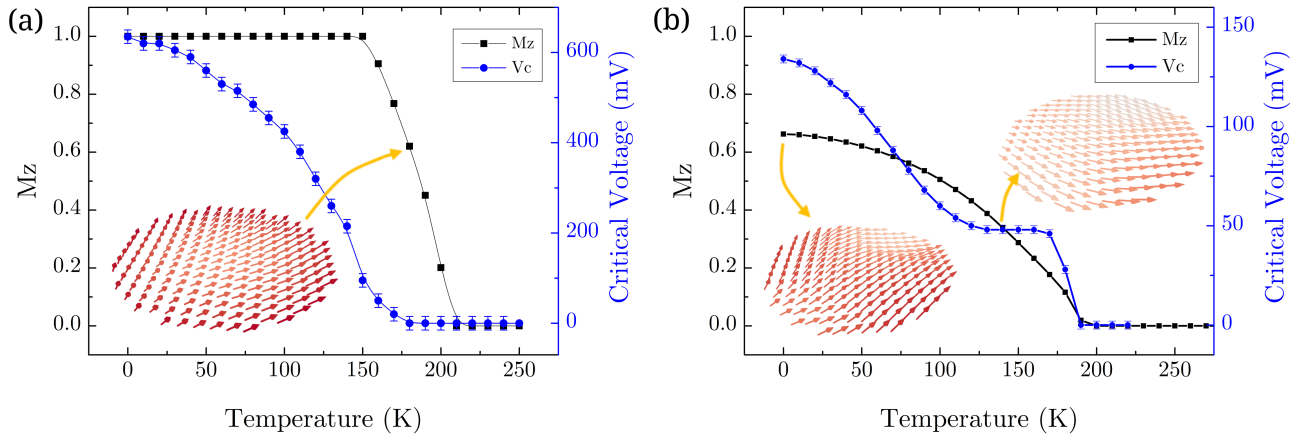 (a)
1.0
0.8
0.6
0.4
0.2
0.0
Mz
Mz
Vc
600
400
200
0
Critical Voltage (mV)
0 50 100 150 200 250
Temperature (K)
(b)
1.0
0.8
0.6
0.4
0.2
0.0
Mz
Mz
Vc
150
100
50
0
Critical Voltage (mV)
0 50 100 150 200 250
Temperature (K)